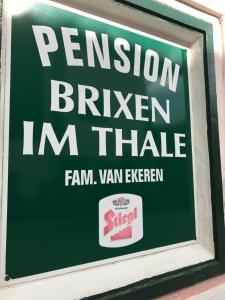 PENSION
BRIXEN
IM THALE
FAM. VAN EKEREN
Stiegl